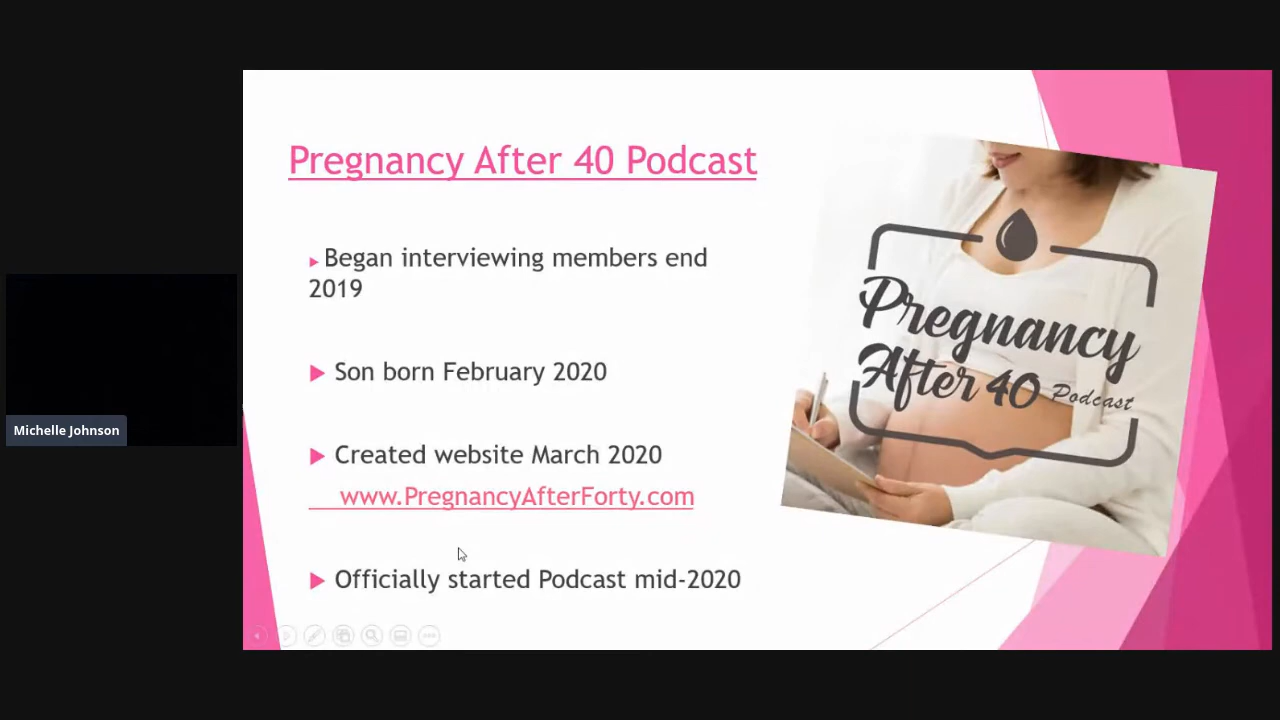 Pregnancy After 40 Podcast
Began interviewing members end
2019
Son born February 2020
Created website March 2020
www.PregnancyAfterForty.com
Officially started Podcast mid-2020
Pregnancy
After 40 Podcast
Michelle Johnson